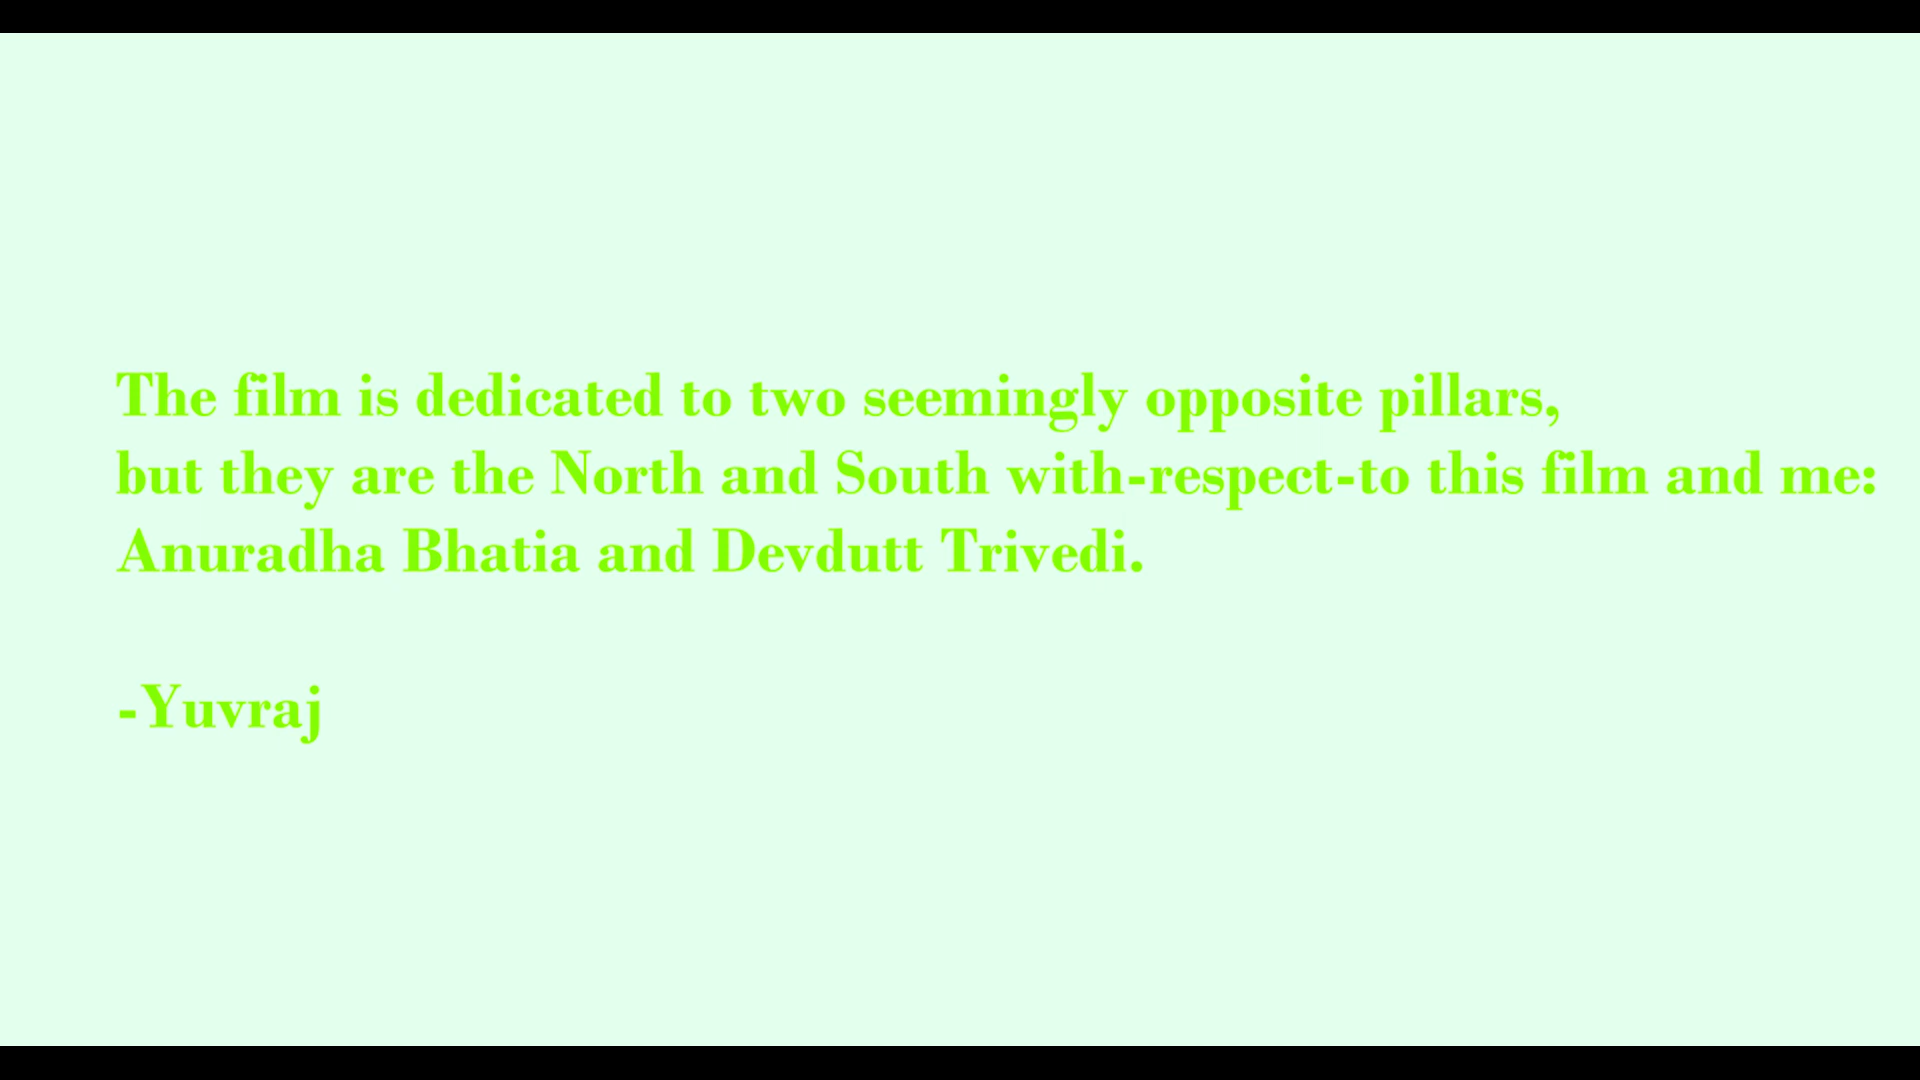 The film is dedicated to two seemingly opposite pillars,
but they are the North and South with-respect-to this film and me:
Anuradha Bhatia and Devdutt Trivedi.
-Yuvraj